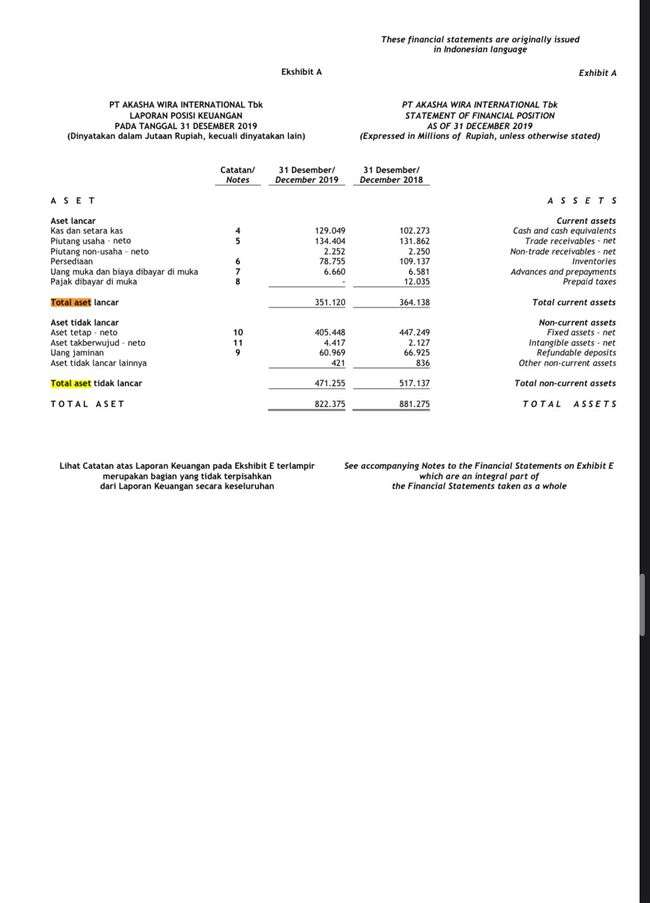 These financial statements are originally issued
in Indonesian language
Ekshibit A Exhibit A
PT AKASHA WIRA INTERNATIONAL Tbk PT AKASHA WIRA INTERNATIONAL Tbk
LAPORAN POSISI KEUANGAN STATEMENT OF FINANCIAL POSITION
PADA TANGGAL 31 DESEMBER 2019 AS OF 31 DECEMBER 2019
(Dinyatakan dalam Jutaan Rupiah, kecuali dinyatakan lain) (Expressed in Millions of Rupiah, unless otherwise stated)
Catatan/ 31 Desember/ 31 Desember/
Notes December 2019 December 2018
A S E T A S S E T S
Aset lancar Current assets
Kas dan setara kas 4 129.049 102.273 Cash and cash equivalents
Piutang usaha - neto 5 134.404 131.862 Trade receivables - net
Piutang non-usaha - neto 2.252 2.250 Non-trade receivables - net
Persediaan 6 78.755 109.137 Inventories
Uang muka dan biaya dibayar di muka 7 6.660 6.581 Advances and prepayments
Pajak dibayar di muka 8 - 12.035 Prepaid taxes
Total aset lancar 351.120 364.138 Total current assets
Aset tidak lancar Non-current assets
Aset tetap - neto 10 405.448 447.249 Fixed assets - net
Aset takberwujud - neto 11 4.417 2.127 Intangible assets - net
Uang jaminan 9 60.969 66.925 Refundable deposits
Aset tidak lancar lainnya 421 836 Other non-current assets
Total aset tidak lancar 471.255 517.137 Total non-current assets
T O T A L A S E T 822.375 881.275 T O T A L A S S E T S
Lihat Catatan atas Laporan Keuangan pada Ekshibit E terlampir See accompanying Notes to the Financial Statements on Exhibit E
merupakan bagian yang tidak terpisahkan which are an integral part of
dari Laporan Keuangan secara keseluruhan the Financial Statements taken as a whole